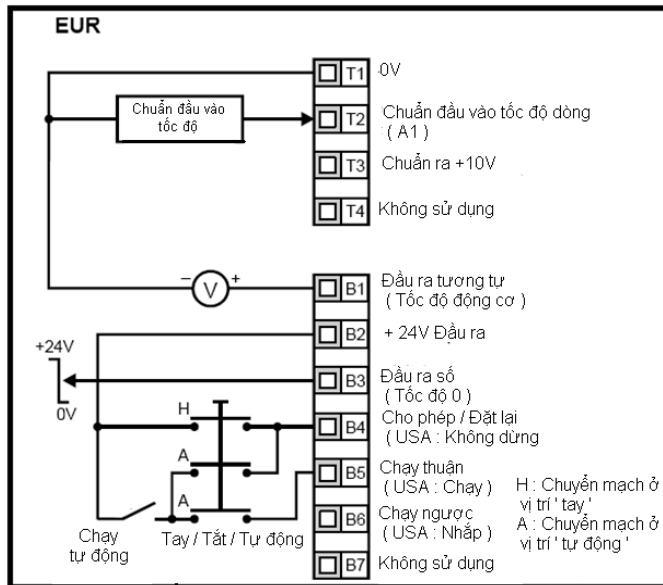 EUR
T1 0V
Chuẩn đầu vào
tốc độ
T2 Chuẩn đầu vào tốc độ dòng
( A1 )
T3 Chuẩn ra +10V
T4 Không sử dụng
− V +
B1 Đầu ra tương tự
( Tốc độ động cơ )
B2 + 24V Đầu ra
+24V
0V
B3 Đầu ra số
( Tốc độ 0 )
H
B4 Cho phép / Đặt lại
(USA : Không dừng
A
B5 Chạy thuận
( USA : Chạy )
A
B6 Chạy ngược
( USA : Nhắp )
B7 Không sử dụng
Chạy
tự động
Tay / Tắt / Tự động
H : Chuyển mạch ở
vị trí ' tay '
A : Chuyển mạch ở
vị trí ' tự động '